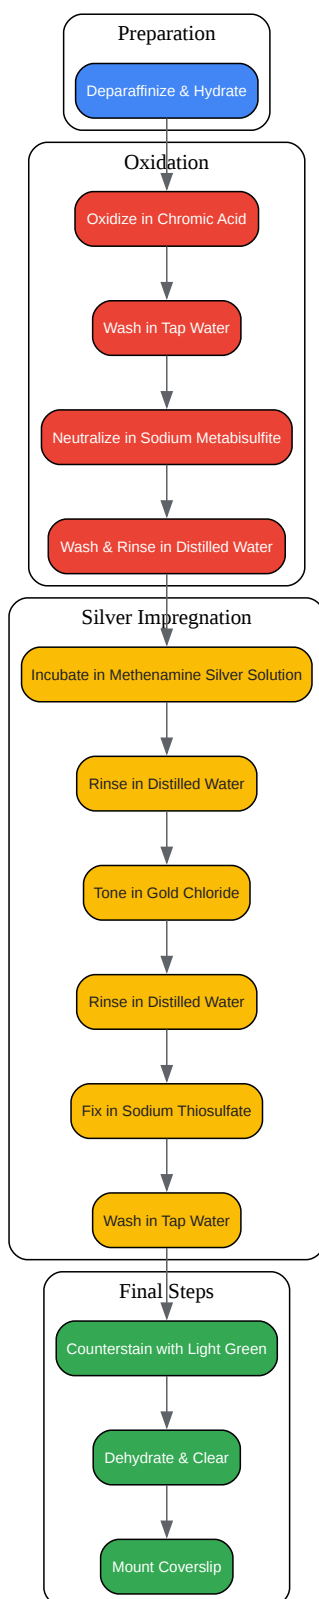 Preparation
Deparaffinize & Hydrate
Oxidation
Oxidize in Chromic Acid
Wash in Tap Water
Neutralize in Sodium Metabisulfite
Wash & Rinse in Distilled Water
Silver Impregnation
Incubate in Methenamine Silver Solution
Rinse in Distilled Water
Tone in Gold Chloride
Rinse in Distilled Water
Fix in Sodium Thiosulfate
Wash in Tap Water
Final Steps
Counterstain with Light Green
Dehydrate & Clear
Mount Coverslip